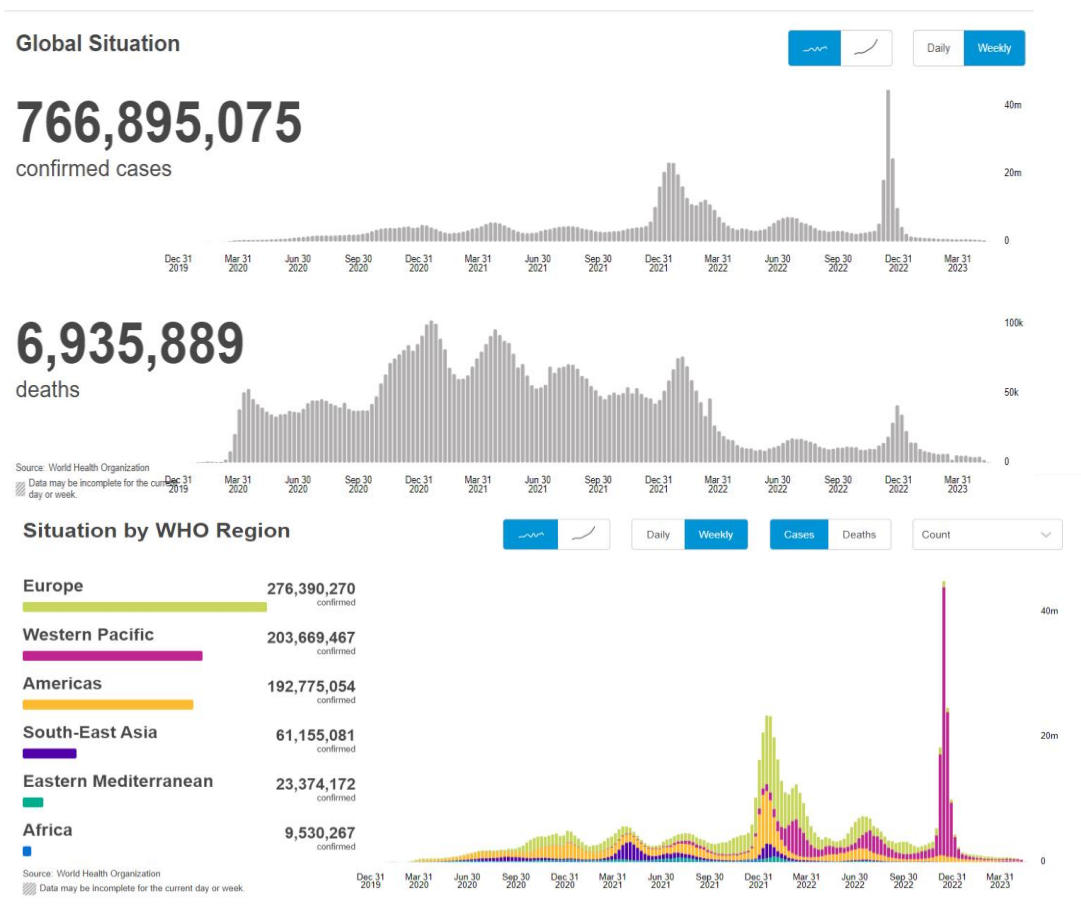 Global Situation
Daily Weekly
766,895,075
confirmed cases
40m
20m
0
Dec 31 Mar 31 Jun 30 Sep 30 Dec 31 Mar 31 Jun 30 Sep 30 Dec 31 Mar 31 Jun 30 Sep 30 Dec 31 Mar 31
2019 2020 2020 2020 2020 2021 2021 2021 2021 2022 2022 2022 2022 2023
6,935,889
deaths
100k
50k
0
Source: World Health Organization
Data may be incomplete for the current
day or week.
Dec 31 Mar 31 Jun 30 Sep 30 Dec 31 Mar 31 Jun 30 Sep 30 Dec 31 Mar 31 Jun 30 Sep 30 Dec 31 Mar 31
2019 2020 2020 2020 2020 2021 2021 2021 2021 2022 2022 2022 2022 2023
Situation by WHO Region
Daily Weekly Cases Deaths Count
Europe 276,390,270
confirmed
Western Pacific 203,669,467
confirmed
Americas 192,775,054
confirmed
South-East Asia 61,155,081
confirmed
Eastern Mediterranean 23,374,172
confirmed
Africa 9,530,267
confirmed
40m
20m
0
Source: World Health Organization
Data may be incomplete for the current day or week.
Dec 31 Mar 31 Jun 30 Sep 30 Dec 31 Mar 31 Jun 30 Sep 30 Dec 31 Mar 31 Jun 30 Sep 30 Dec 31 Mar 31
2019 2020 2020 2020 2020 2021 2021 2021 2021 2022 2022 2022 2022 2023